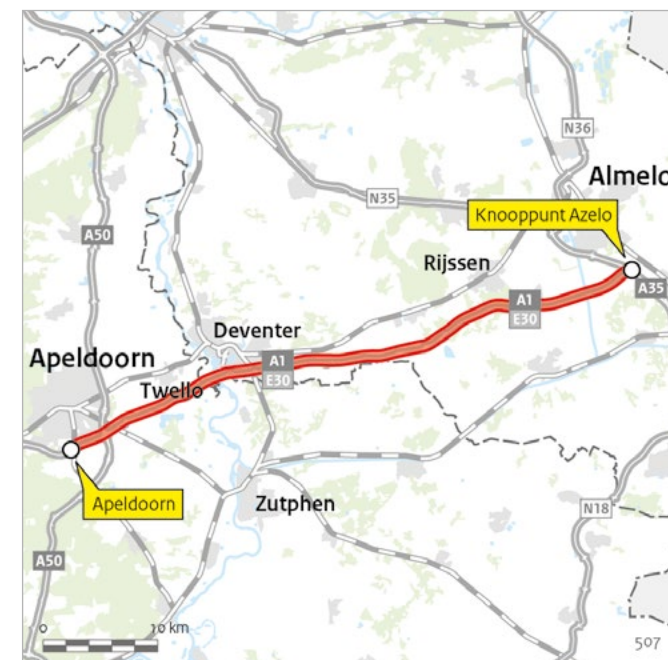 N36
Almelo
N35
Knooppunt Azelo
A50
Rijssen
A35
A1
E30
Deventer
A1
E30
Apeldoorn
Twello
Apeldoorn
Zutphen
N18
A50
0 10 km
507